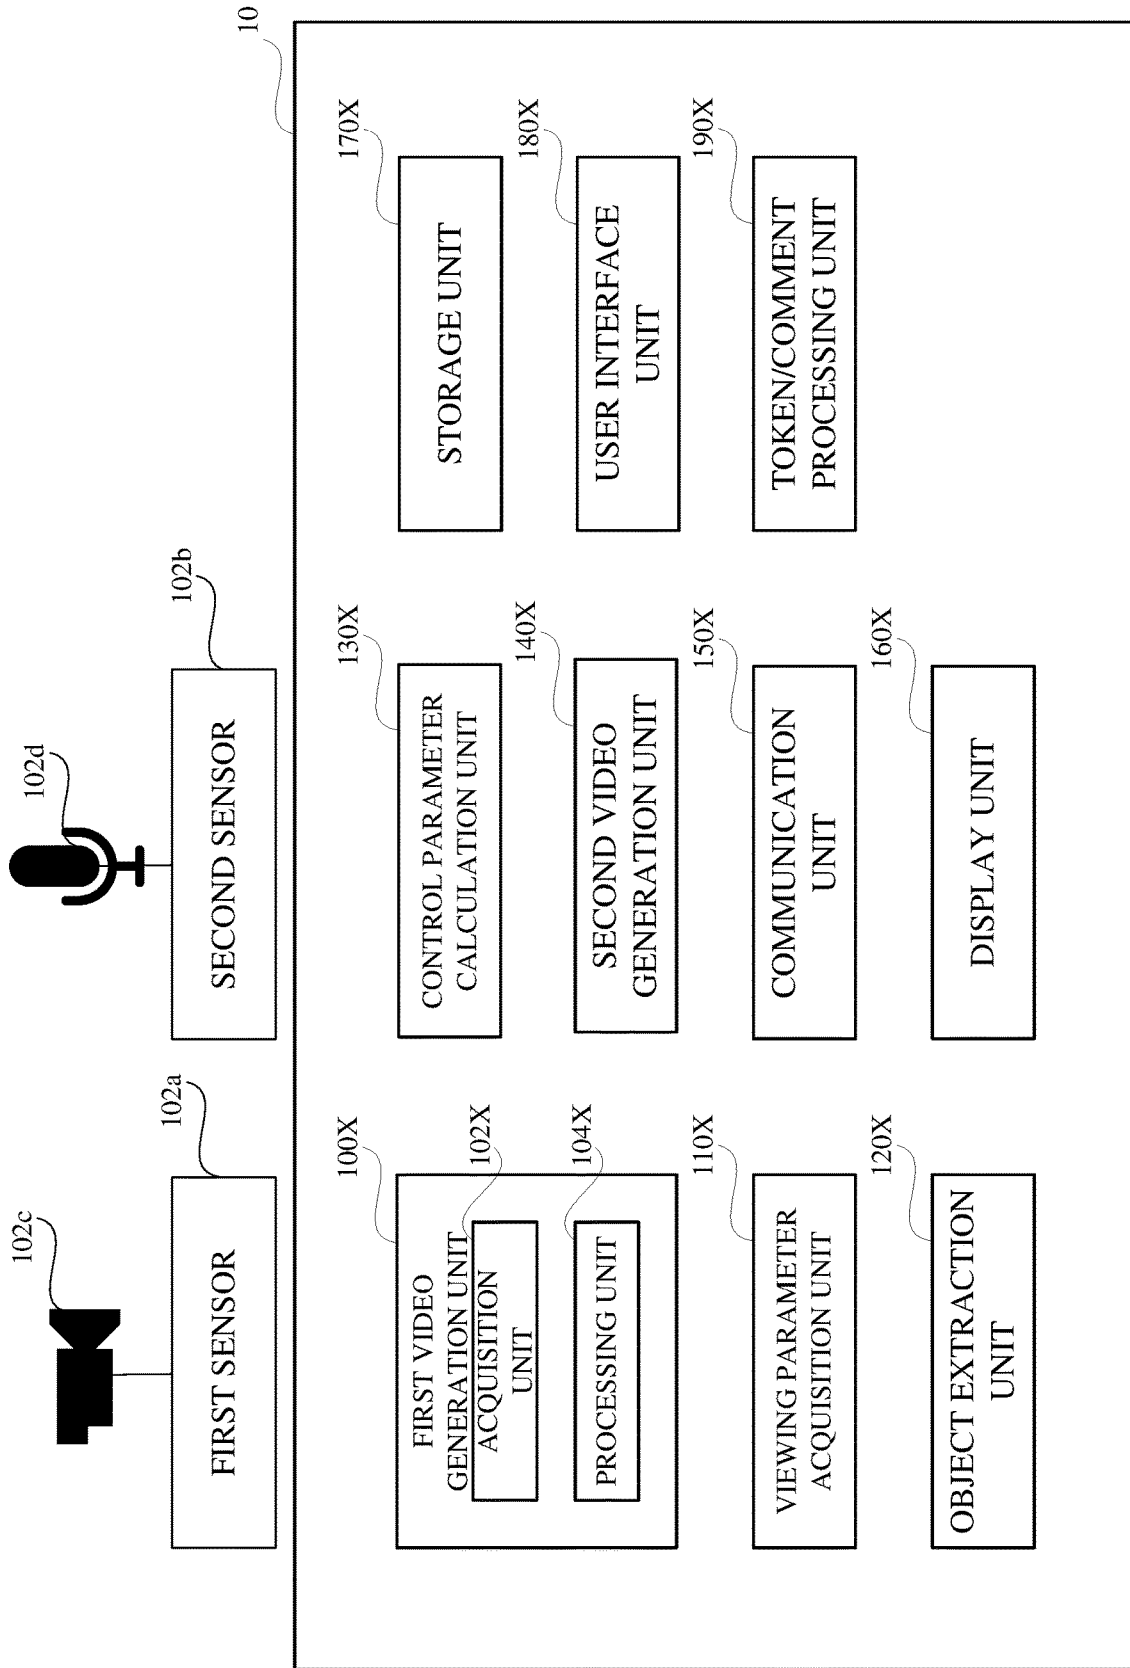 102c
102d
FIRST SENSOR
102a
SECOND SENSOR
102b
10
FIRST VIDEO
GENERATION UNIT
100X
ACQUISITION
UNIT
102X
PROCESSING UNIT
104X
VIEWING PARAMETER
ACQUISITION UNIT
110X
OBJECT EXTRACTION
UNIT
120X
CONTROL PARAMETER
CALCULATION UNIT
130X
SECOND VIDEO
GENERATION UNIT
140X
COMMUNICATION
UNIT
150X
DISPLAY UNIT
160X
STORAGE UNIT
170X
USER INTERFACE
UNIT
180X
TOKEN/COMMENT
PROCESSING UNIT
190X